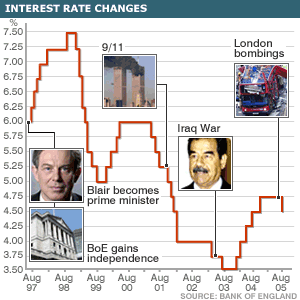 INTEREST RATE CHANGES
%
7.50
7.25
6.75
6.50
6.25
6.00
5.75
5.50
5.25
5.00
4.75
4.50
4.25
4.00
3.75
3.50
9/11
London
bombings
Iraq War
Blair becomes
prime minister
BoE gains
independence
Aug Aug Aug Aug Aug Aug Aug Aug Aug
97 98 99 00 01 02 03 04 05
SOURCE: BANK OF ENGLAND